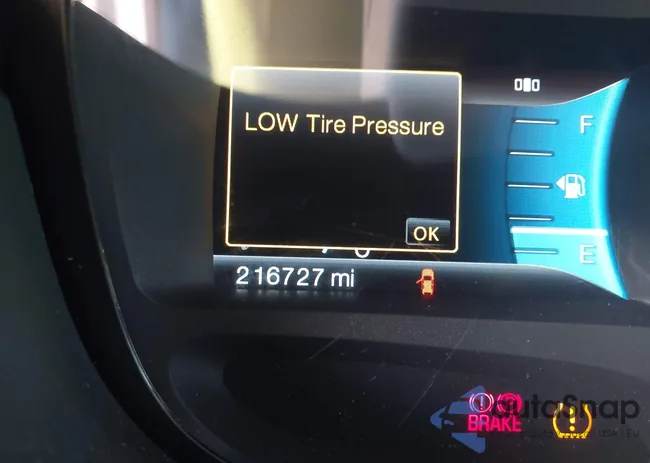 LOW Tire Pressure
OK
F
E
216727 mi
BRAKE
autoSnap